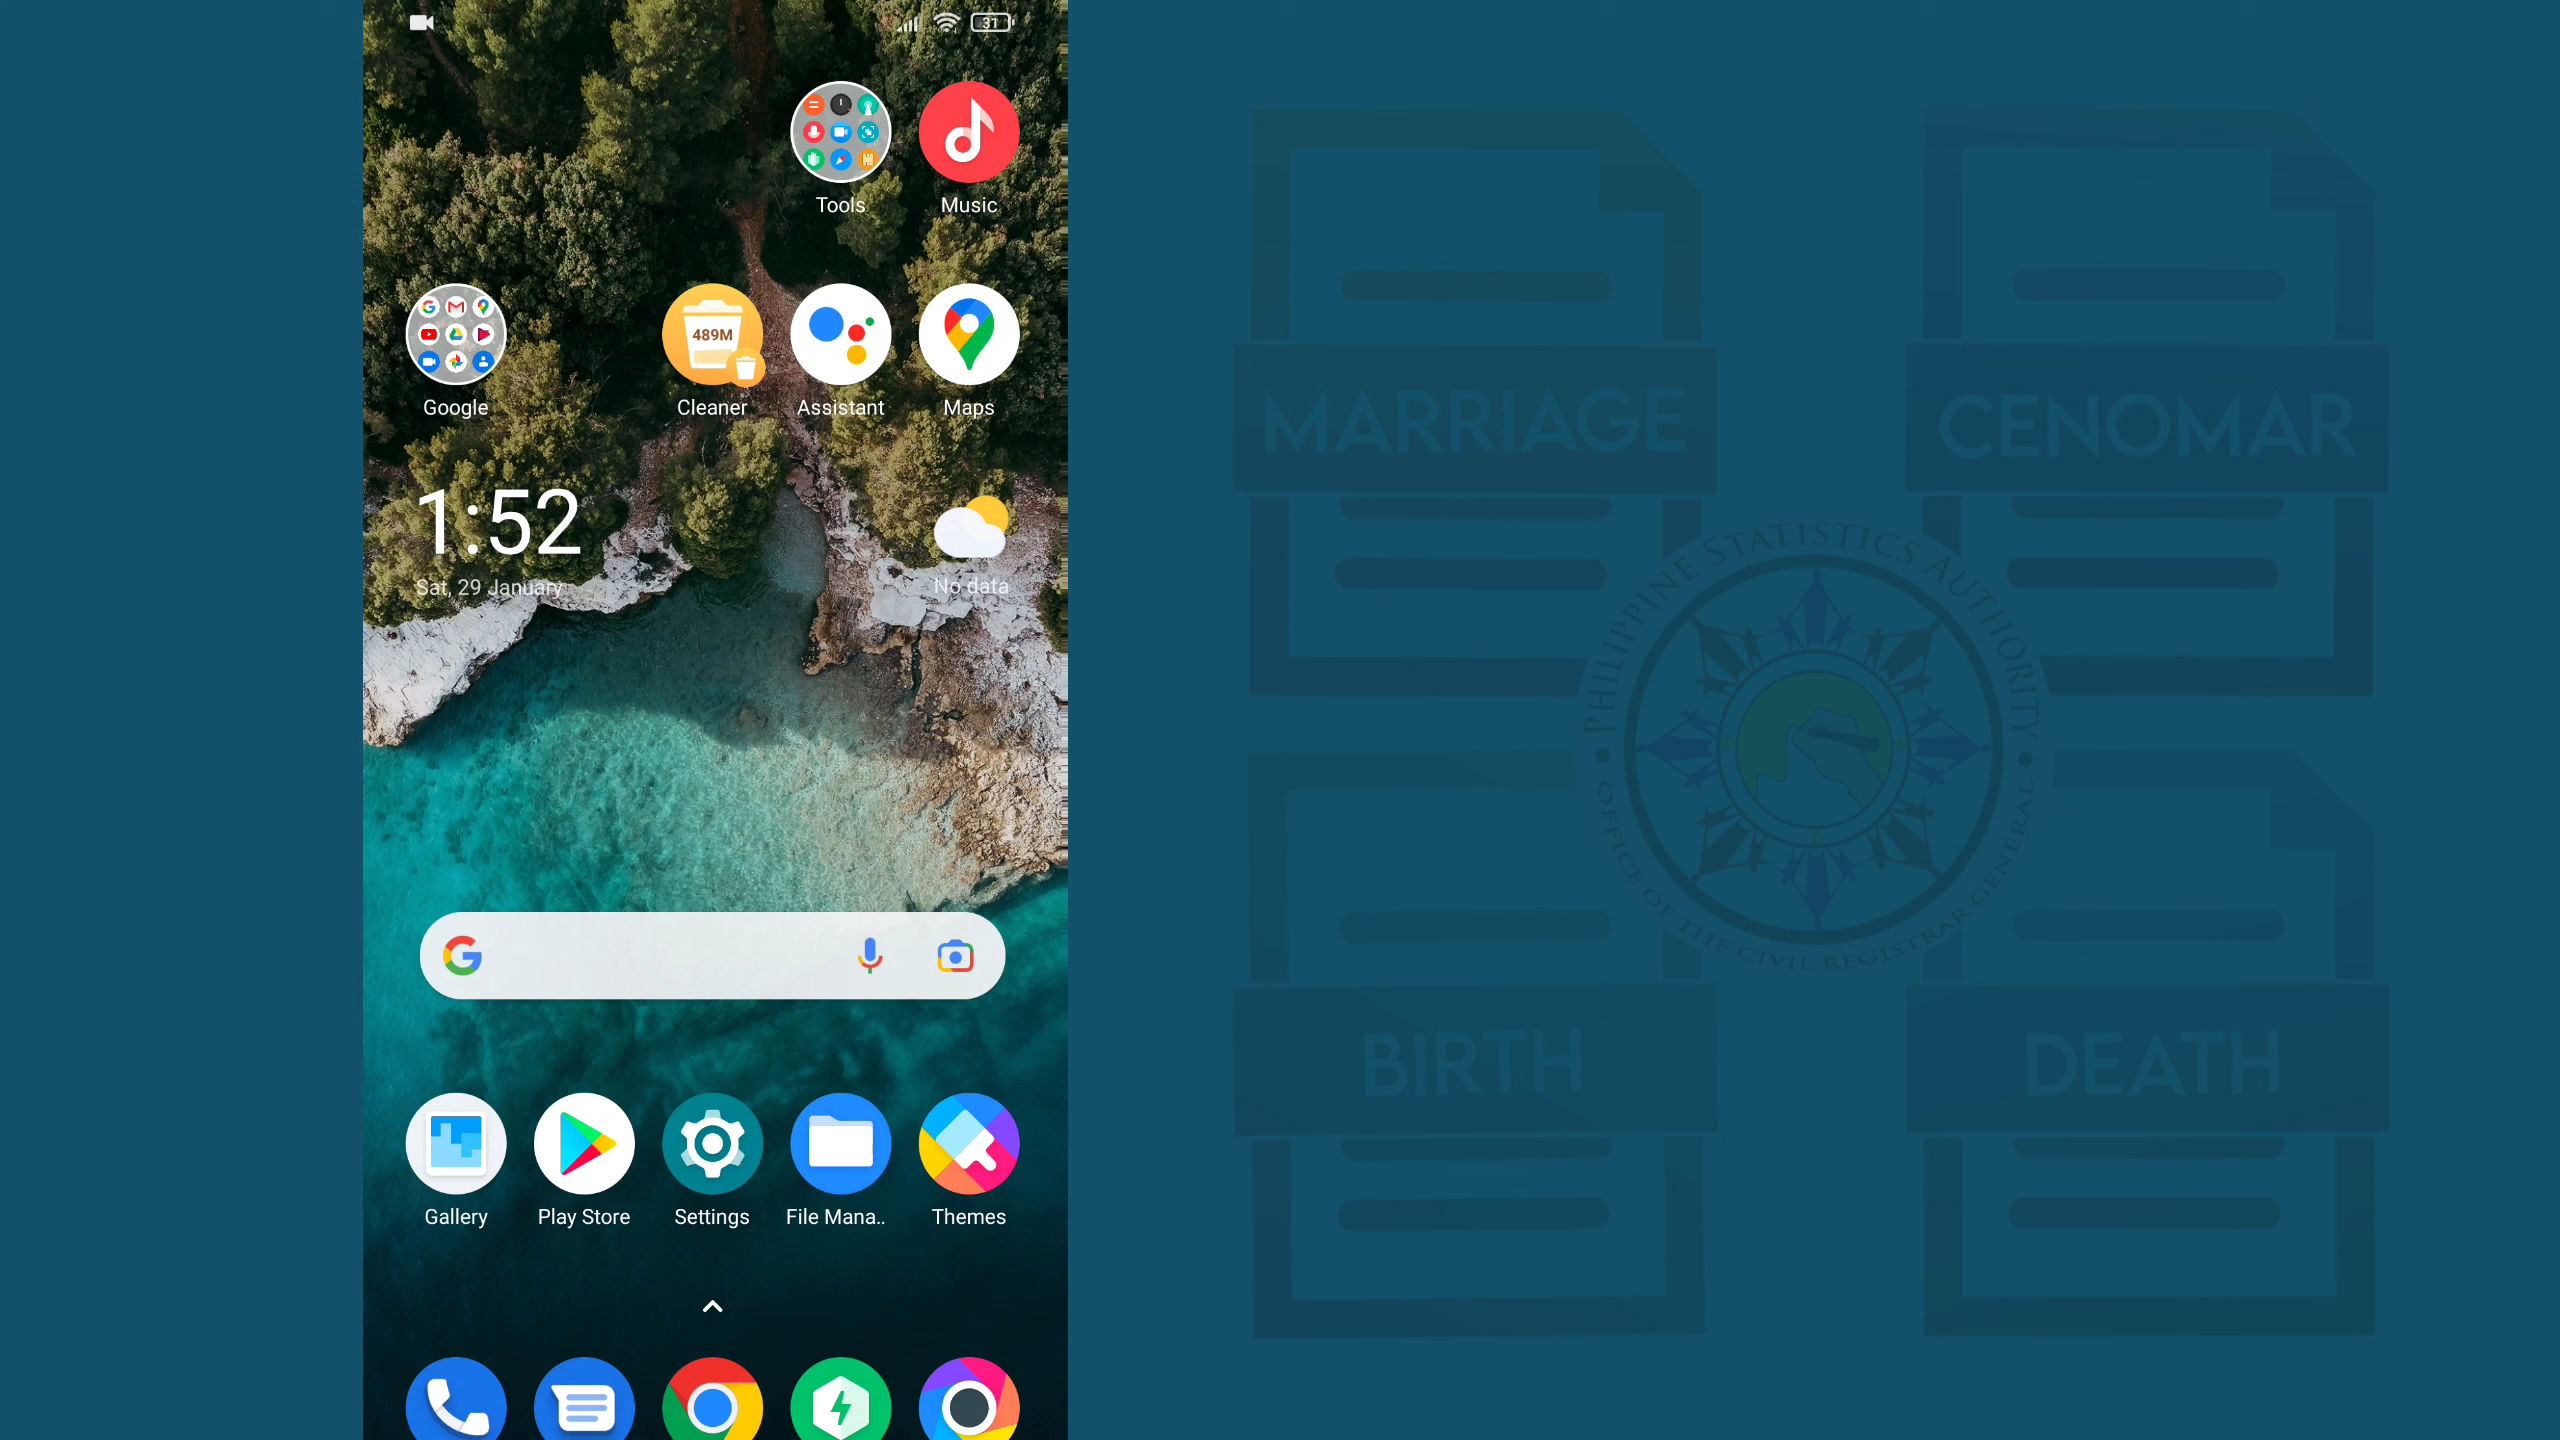 31
Tools
Music
489M
Google
Cleaner
Assistant
Maps
1:52
Sat, 29 January
No data
Gallery
Play Store
Settings
File Mana..
Themes
MARRIAGE
CENOMAR
PHILIPPINE STATISTICS AUTHORITY
OFFICE OF THE CIVIL REGISTRAR GENERAL
BIRTH
DEATH